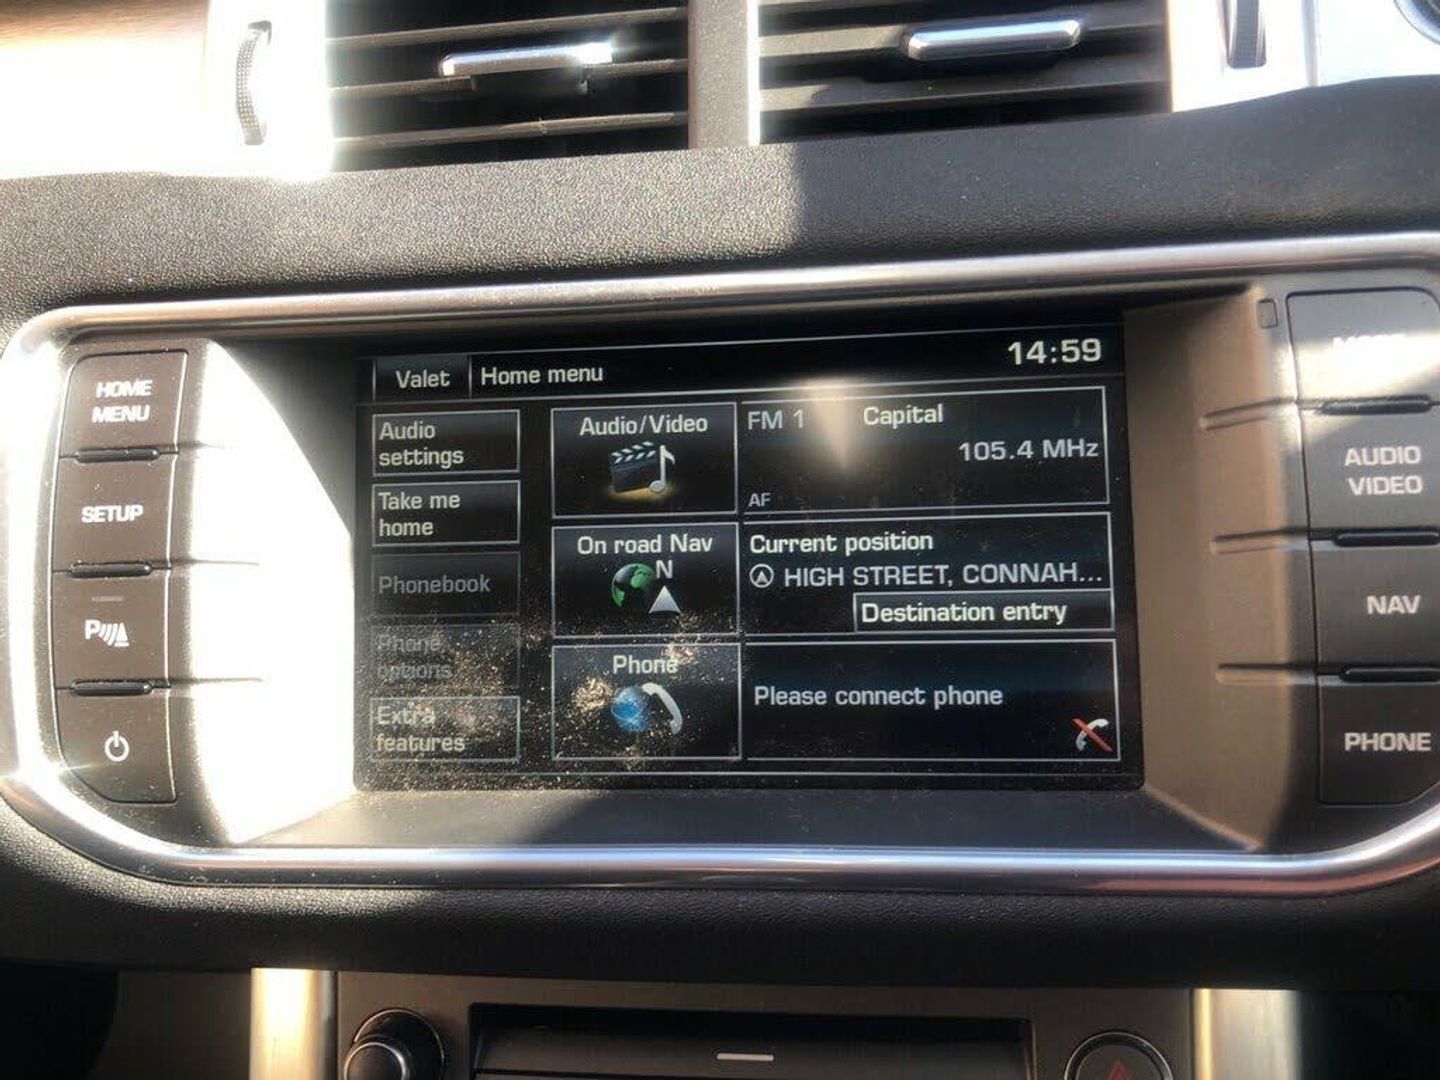 HOME
MENU
SETUP
P
Valet
Home menu
14:59
Audio
settings
Take me
home
Phonebook
Phone
options
Extra
features
Audio/Video
On road Nav
N
Phone
FM 1 Capital
105.4 MHz
AF
Current position
HIGH STREET, CONNAH...
Destination entry
Please connect phone
AUDIO
VIDEO
NAV
PHONE